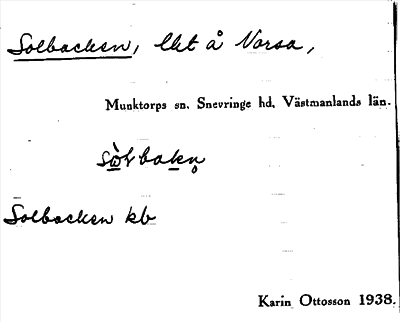 Solbacken, lht å Norsa,
Munktorps sn. Snevringe hd. Västmanlands län.
Solbacken kb
Karin Ottosson 1938.